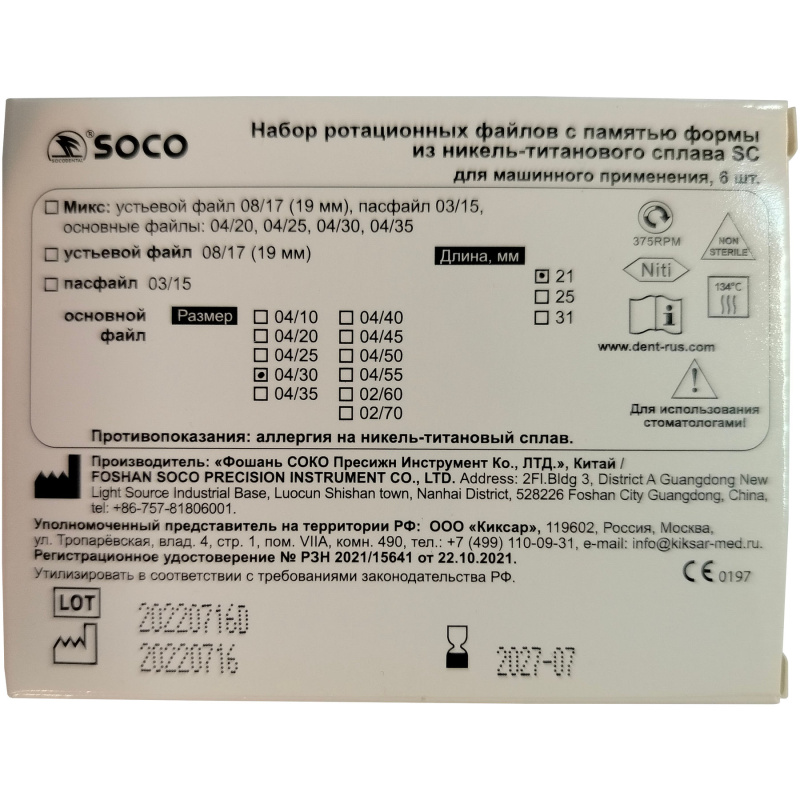 ® SOCO
SOCODENTAL
Набор ротационных файлов с памятью формы
из никель-титанового сплава SC
для машинного применения, 6 шт.
Микс: устьевой файл 08/17 (19 мм), пасфайл 03/15,
основные файлы: 04/20, 04/25, 04/30, 04/35
устьевой файл 08/17 (19 мм)
пасфайл 03/15
основной файл
Размер
04/10 04/40
04/20 04/45
04/25 04/50
04/30 04/55
04/35 02/60
02/70
Длина, мм
21
25
31
375RPM
NON
STERILE
Niti
134°C
i
www.dent-rus.com
Для использования
стоматологами!
Противопоказания: аллергия на никель-титановый сплав.
Производитель: «Фошань СОКО Пресижн Инструмент Ко., ЛТД.», Китай /
FOSHAN SOCO PRECISION INSTRUMENT CO., LTD. Address: 2Fl.Bldg 3, District A Guangdong New
Light Source Industrial Base, Luocun Shishan town, Nanhai District, 528226 Foshan City Guangdong, China,
tel: +86-757-81806001.
Уполномоченный представитель на территории РФ: ООО «Киксар», 119602, Россия, Москва,
ул. Тропарёвская, влад. 4, стр. 1, пом. VIIА, комн. 490, тел.: +7 (499) 110-09-31, e-mail: info@kiksar-med.ru.
Регистрационное удостоверение № РЗН 2021/15641 от 22.10.2021.
Утилизировать в соответствии с требованиями законодательства РФ.
CE 0197
LOT 20220716D
20220716
2027-07